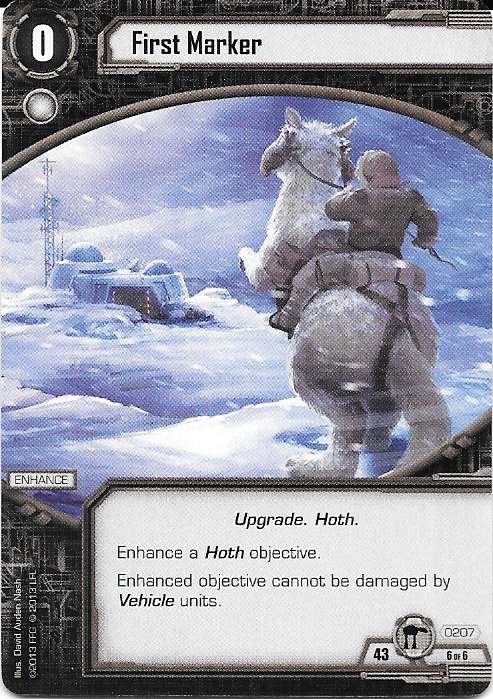 0
First Marker
ENHANCE
Upgrade. Hoth.
Enhance a Hoth objective.
Enhanced objective cannot be damaged by
Vehicle units.
Illus. David Auden Nash
©2013 FFG ©2013 LFL
0207
43
6 OF 6